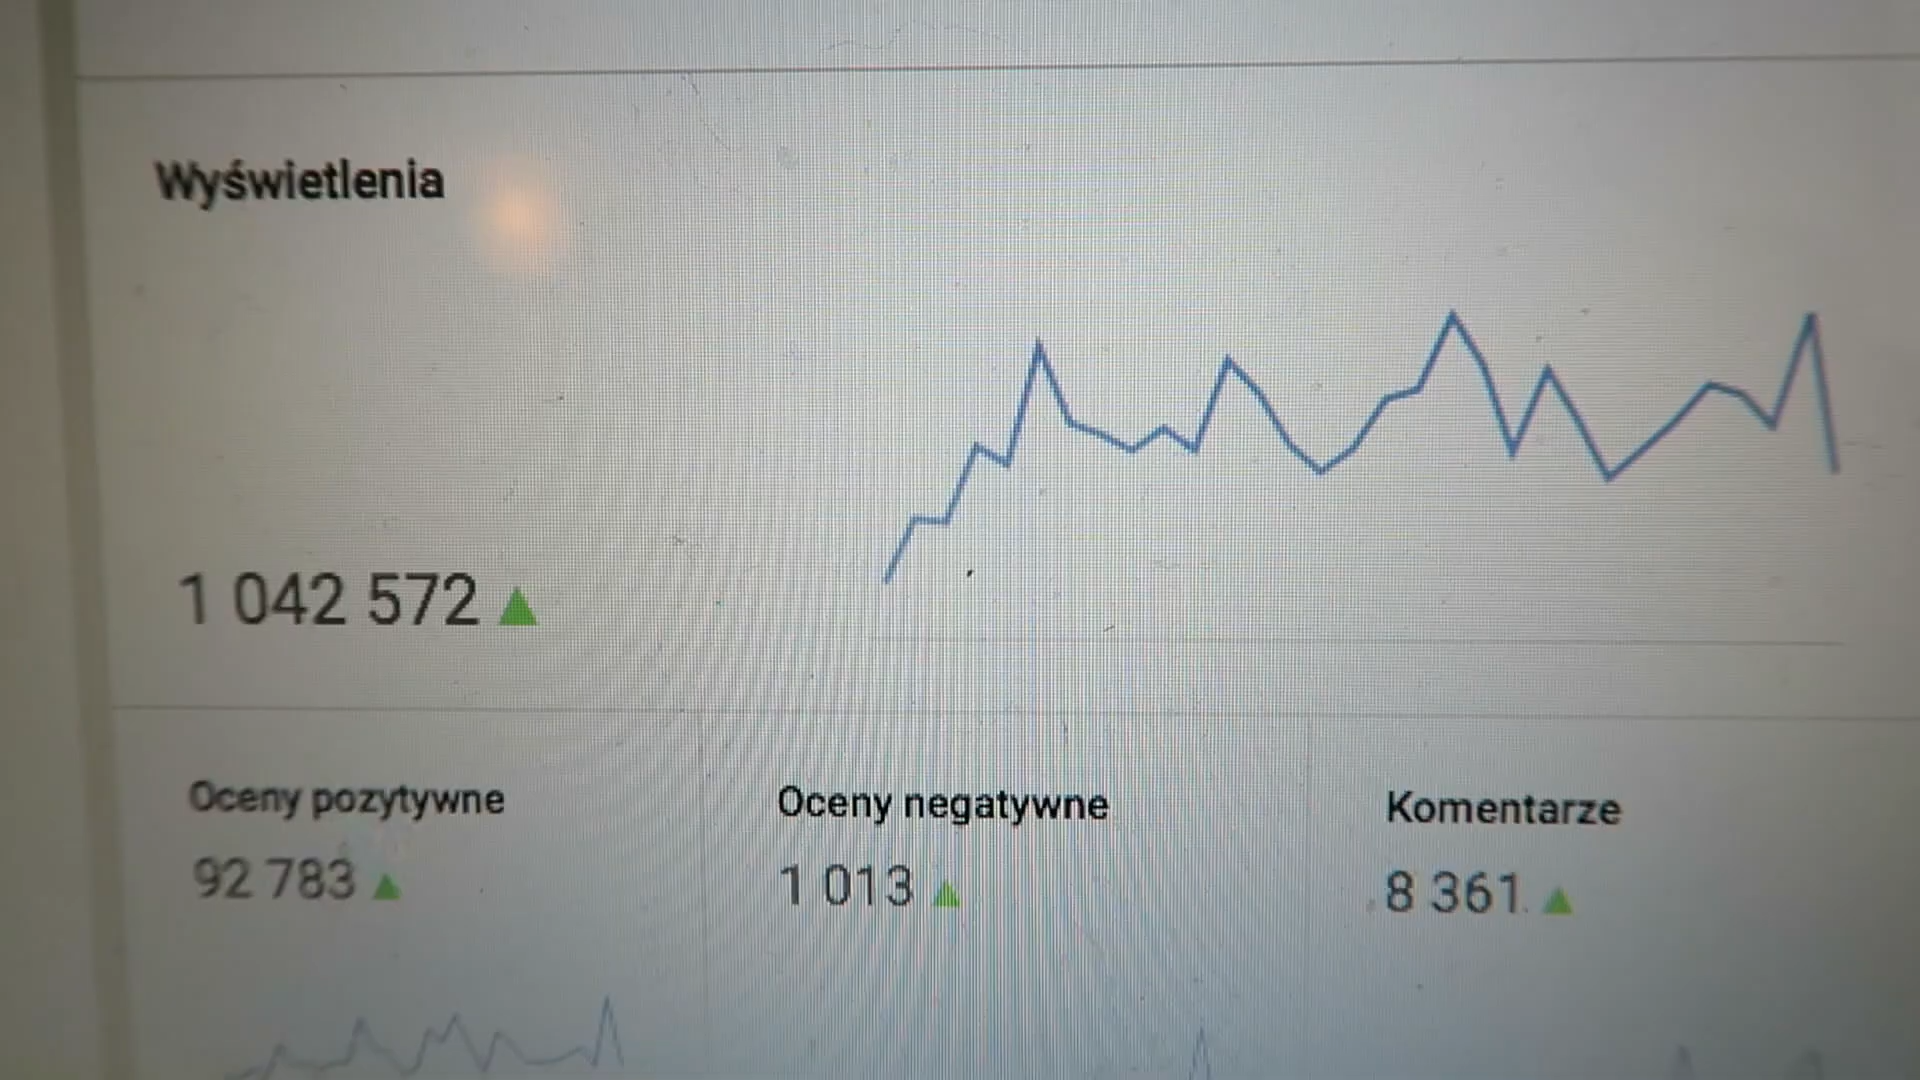 Wyświetlenia
1 042 572
Oceny pozytywne
Oceny negatywne
Komentarze
92 783
1 013
8 361